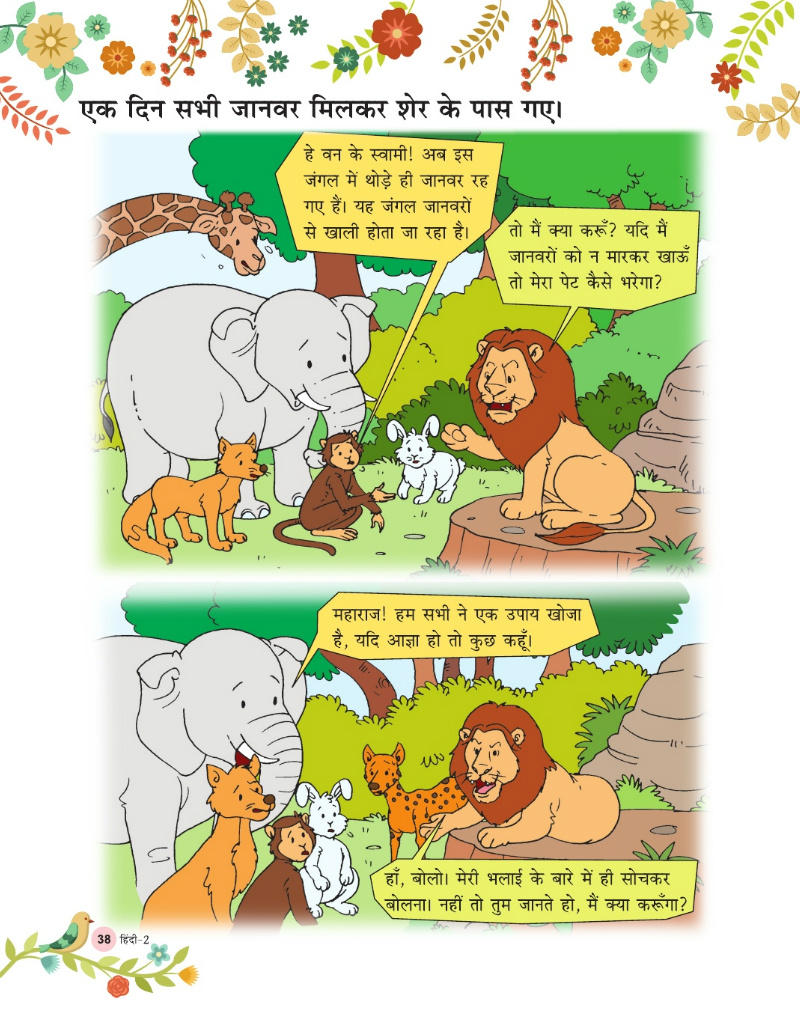 एक दिन सभी जानवर मिलकर शेर के पास गए।
हे वन के स्वामी! अब इस
जंगल में थोड़े ही जानवर रह
गए हैं। यह जंगल जानवरों
से खाली होता जा रहा है।
तो मैं क्या करूँ? यदि मैं
जानवरों को न मारकर खाऊँ
तो मेरा पेट कैसे भरेगा?
महाराज! हम सभी ने एक उपाय खोजा
है, यदि आज्ञा हो तो कुछ कहूँ।
हाँ, बोलो। मेरी भलाई के बारे में ही सोचकर
बोलना। नहीं तो तुम जानते हो, मैं क्या करूँगा?
38 हिंदी-2